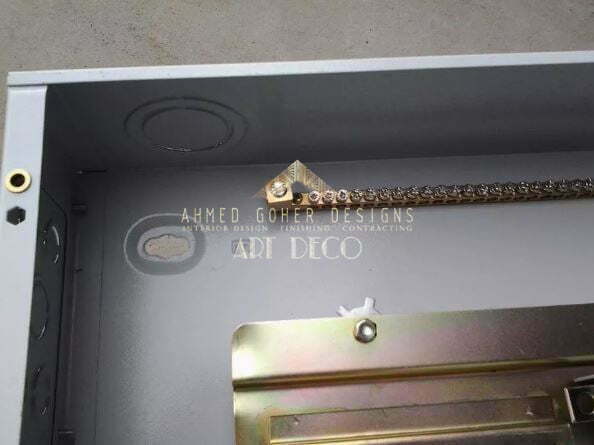 AHMED GOHER DESIGNS
INTERIOR DESIGN FINISHING CONTRACTING
ART DECO